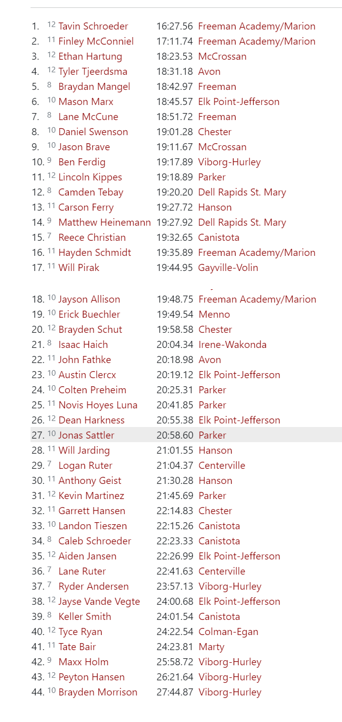 1. 12 Tavin Schroeder 16:27.56 Freeman Academy/Marion
2. 11 Finley McConniel 17:11.74 Freeman Academy/Marion
3. 12 Ethan Hartung 18:23.53 McCrossan
4. 12 Tyler Tjeerdsma 18:31.18 Avon
5. 8 Braydan Mangel 18:42.97 Freeman
6. 10 Mason Marx 18:45.57 Elk Point-Jefferson
7. 8 Lane McCune 18:51.72 Freeman
8. 10 Daniel Swenson 19:01.28 Chester
9. 10 Jason Brave 19:11.67 McCrossan
10. 9 Ben Ferdig 19:17.89 Viborg-Hurley
11. 12 Lincoln Kippes 19:18.89 Parker
12. 8 Camden Tebay 19:20.20 Dell Rapids St. Mary
13. 11 Carson Ferry 19:27.72 Hanson
14. 9 Matthew Heinemann 19:27.92 Dell Rapids St. Mary
15. 7 Reece Christian 19:32.65 Canistota
16. 11 Hayden Schmidt 19:35.89 Freeman Academy/Marion
17. 11 Will Pirak 19:44.95 Gayville-Volin
18. 10 Jayson Allison 19:48.75 Freeman Academy/Marion
19. 10 Erick Buechler 19:49.54 Menno
20. 12 Brayden Schut 19:58.58 Chester
21. 8 Isaac Haich 20:04.34 Irene-Wakonda
22. 11 John Fathke 20:18.98 Avon
23. 10 Austin Clercx 20:19.12 Elk Point-Jefferson
24. 10 Colten Preheim 20:25.31 Parker
25. 11 Novis Hoyes Luna 20:41.85 Parker
26. 12 Dean Harkness 20:55.38 Elk Point-Jefferson
27. 10 Jonas Sattler 20:58.60 Parker
28. 11 Will Jarding 21:01.55 Hanson
29. 7 Logan Ruter 21:04.37 Centerville
30. 11 Anthony Geist 21:30.28 Hanson
31. 12 Kevin Martinez 21:45.69 Parker
32. 11 Garrett Hansen 22:14.83 Chester
33. 10 Landon Tieszen 22:15.26 Canistota
34. 8 Caleb Schroeder 22:23.33 Canistota
35. 12 Aiden Jansen 22:26.99 Elk Point-Jefferson
36. 7 Lane Ruter 22:41.63 Centerville
37. 7 Ryder Andersen 23:57.13 Viborg-Hurley
38. 12 Jayse Vande Vegte 24:00.68 Elk Point-Jefferson
39. 8 Keller Smith 24:01.54 Canistota
40. 12 Tyce Ryan 24:22.54 Colman-Egan
41. 11 Tate Bair 24:23.81 Marty
42. 9 Maxx Holm 25:58.72 Viborg-Hurley
43. 12 Peyton Hansen 26:21.64 Viborg-Hurley
44. 10 Brayden Morrison 27:44.87 Viborg-Hurley